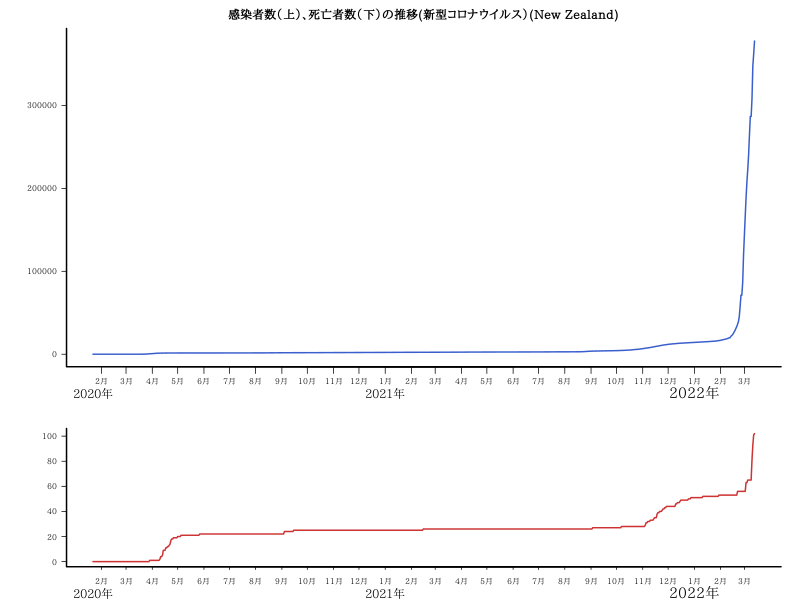 感染者数(上)、死亡者数(下)の推移(新型コロナウイルス)(New Zealand)
300000
200000
100000
0
2月 3月 4月 5月 6月 7月 8月 9月 10月 11月 12月 1月 2月 3月 4月 5月 6月 7月 8月 9月 10月 11月 12月 1月 2月 3月
2020年 2021年 2022年
100
80
60
40
20
0
2月 3月 4月 5月 6月 7月 8月 9月 10月 11月 12月 1月 2月 3月 4月 5月 6月 7月 8月 9月 10月 11月 12月 1月 2月 3月
2020年 2021年 2022年